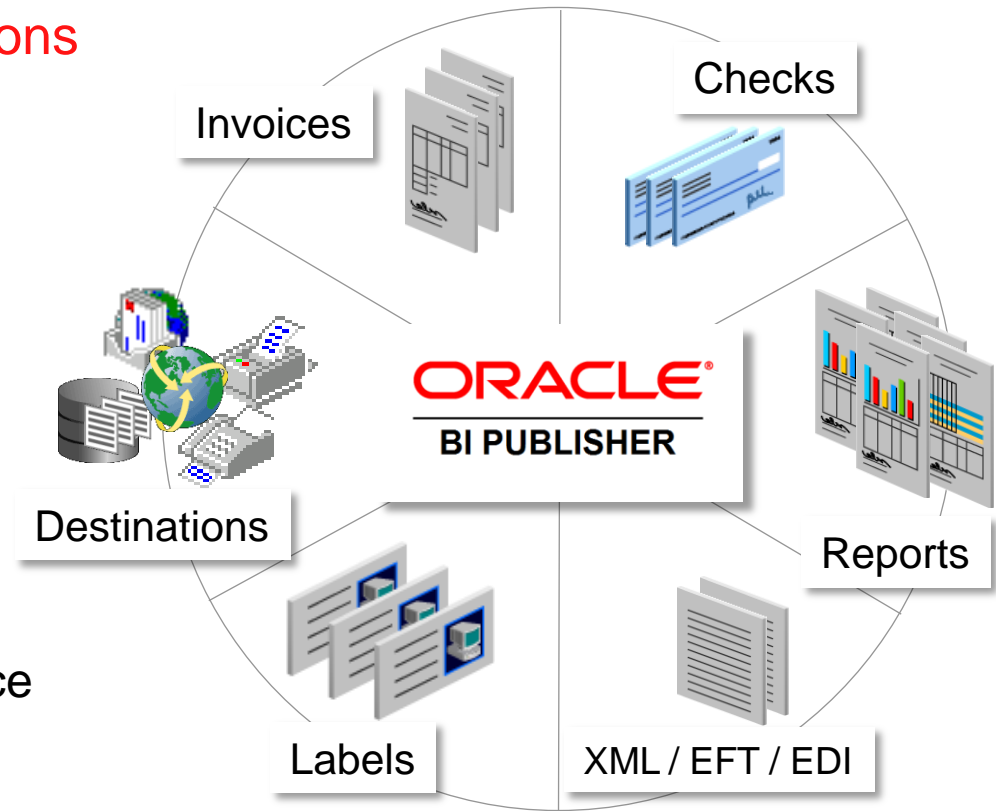 ons
Invoices
Checks
ORACLE®
BI PUBLISHER
Destinations
Reports
ce
Labels
XML / EFT / EDI